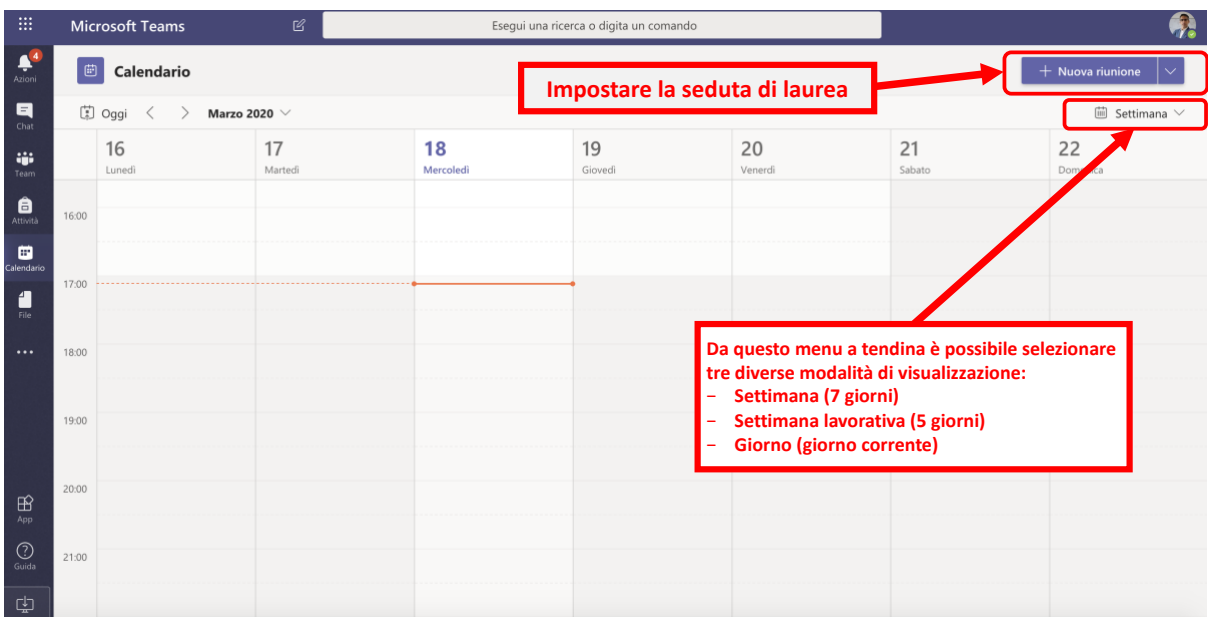 Microsoft Teams
Esegui una ricerca o digita un comando
4
Azioni
Calendario
Impostare la seduta di laurea
+ Nuova riunione
Chat
Oggi < > Marzo 2020
Settimana
16 17 18 19 20 21 22
Lunedì Martedì Mercoledì Giovedì Venerdì Sabato Domenica
Team
Attività
16:00
Calendario
17:00
File
18:00
Da questo menu a tendina è possibile selezionare
tre diverse modalità di visualizzazione:
– Settimana (7 giorni)
– Settimana lavorativa (5 giorni)
– Giorno (giorno corrente)
19:00
20:00
App
21:00
Guida